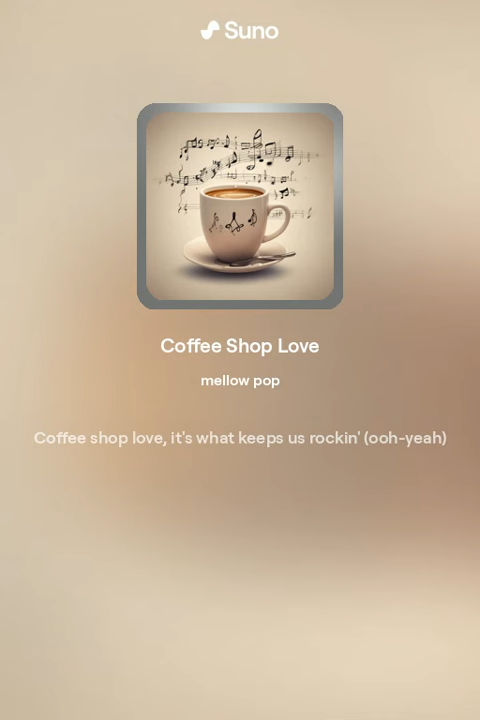 Suno
Coffee Shop Love
mellow pop
Coffee shop love, it's what keeps us rockin' (ooh-yeah)